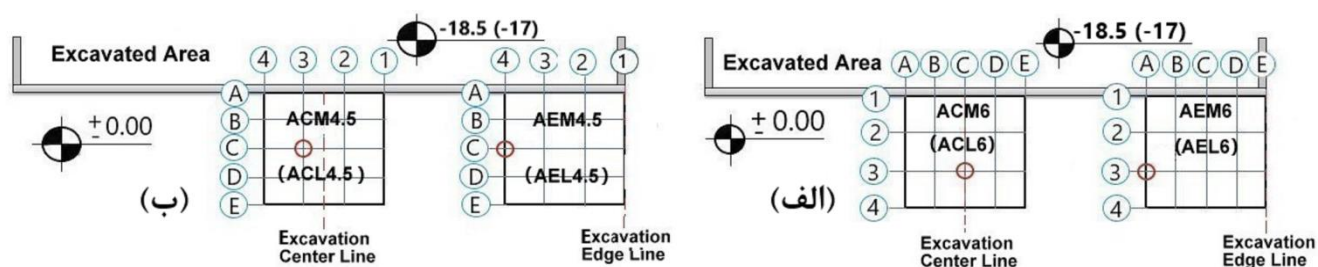 -18.5 (-17)
Excavated Area
4 3 2 1
4 3 2 1
A
B
C
D
E
ACM4.5
(ACL4.5)
A
B
C
D
E
AEM4.5
(AEL4.5)
± 0.00
(ب)
Excavation
Center Line
Excavation
Edge Line
-18.5 (-17)
Excavated Area
A B C D E
A B C D E
1
2
3
4
ACM6
(ACL6)
1
2
3
4
AEM6
(AEL6)
± 0.00
(الف)
Excavation
Center Line
Excavation
Edge Line